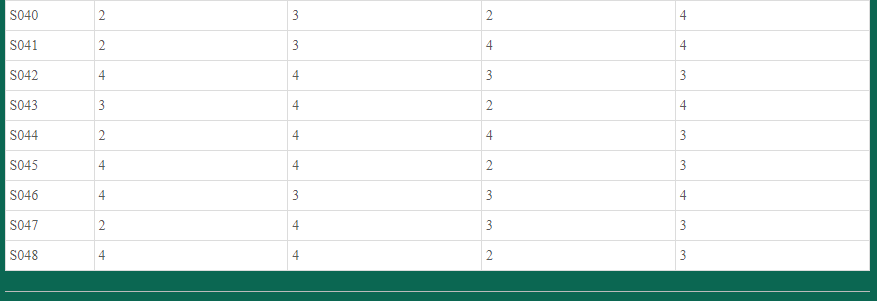 S040 2 3 2 4
S041 2 3 4 4
S042 4 4 3 3
S043 3 4 2 4
S044 2 4 4 3
S045 4 4 2 3
S046 4 3 3 4
S047 2 4 3 3
S048 4 4 2 3